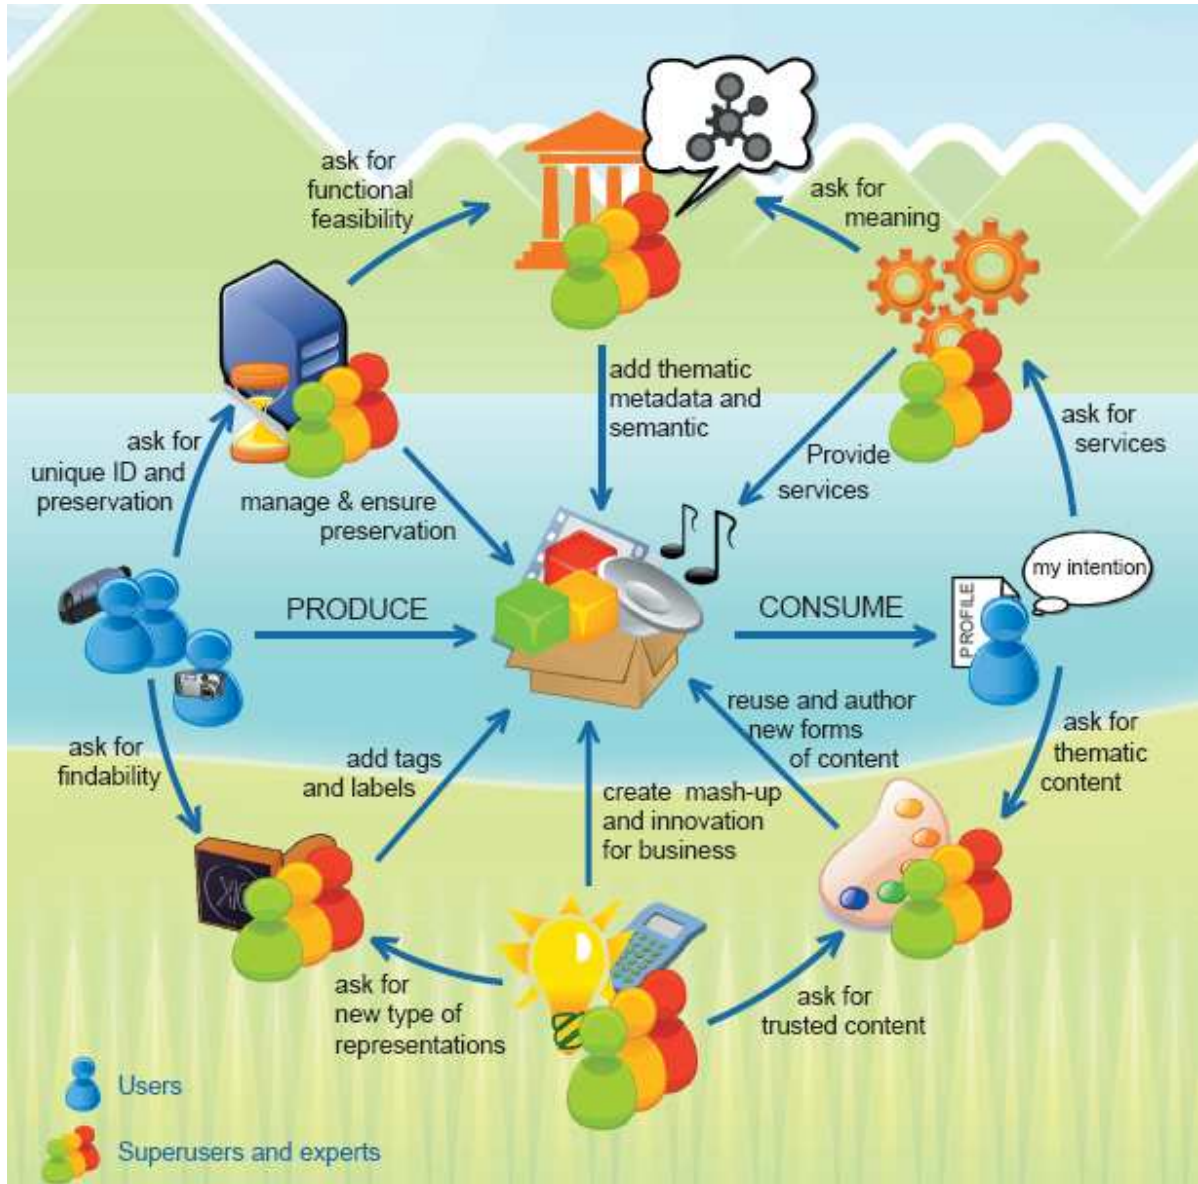 ask for
functional
feasibility
ask for
meaning
add thematic
metadata and
semantic
ask for
services
Provide
services
ask for
unique ID and
preservation
manage & ensure
preservation
my intention
PROFILE
PRODUCE
CONSUME
reuse and author
new forms
of content
ask for
thematic
content
ask for
findability
add tags
and labels
create mash-up
and innovation
for business
ask for
new type of
representations
ask for
trusted content
Users
Superusers and experts